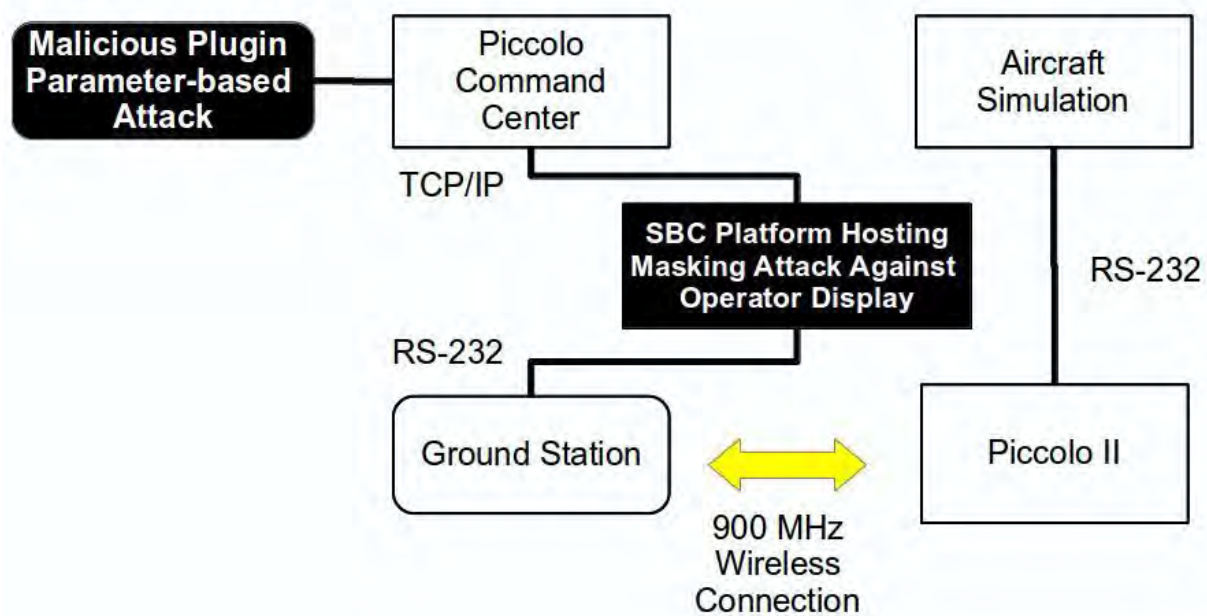 Malicious Plugin
Parameter-based
Attack
Piccolo
Command
Center
Aircraft
Simulation
TCP/IP
SBC Platform Hosting
Masking Attack Against
Operator Display
RS-232
RS-232
Ground Station
Piccolo II
900 MHz
Wireless
Connection